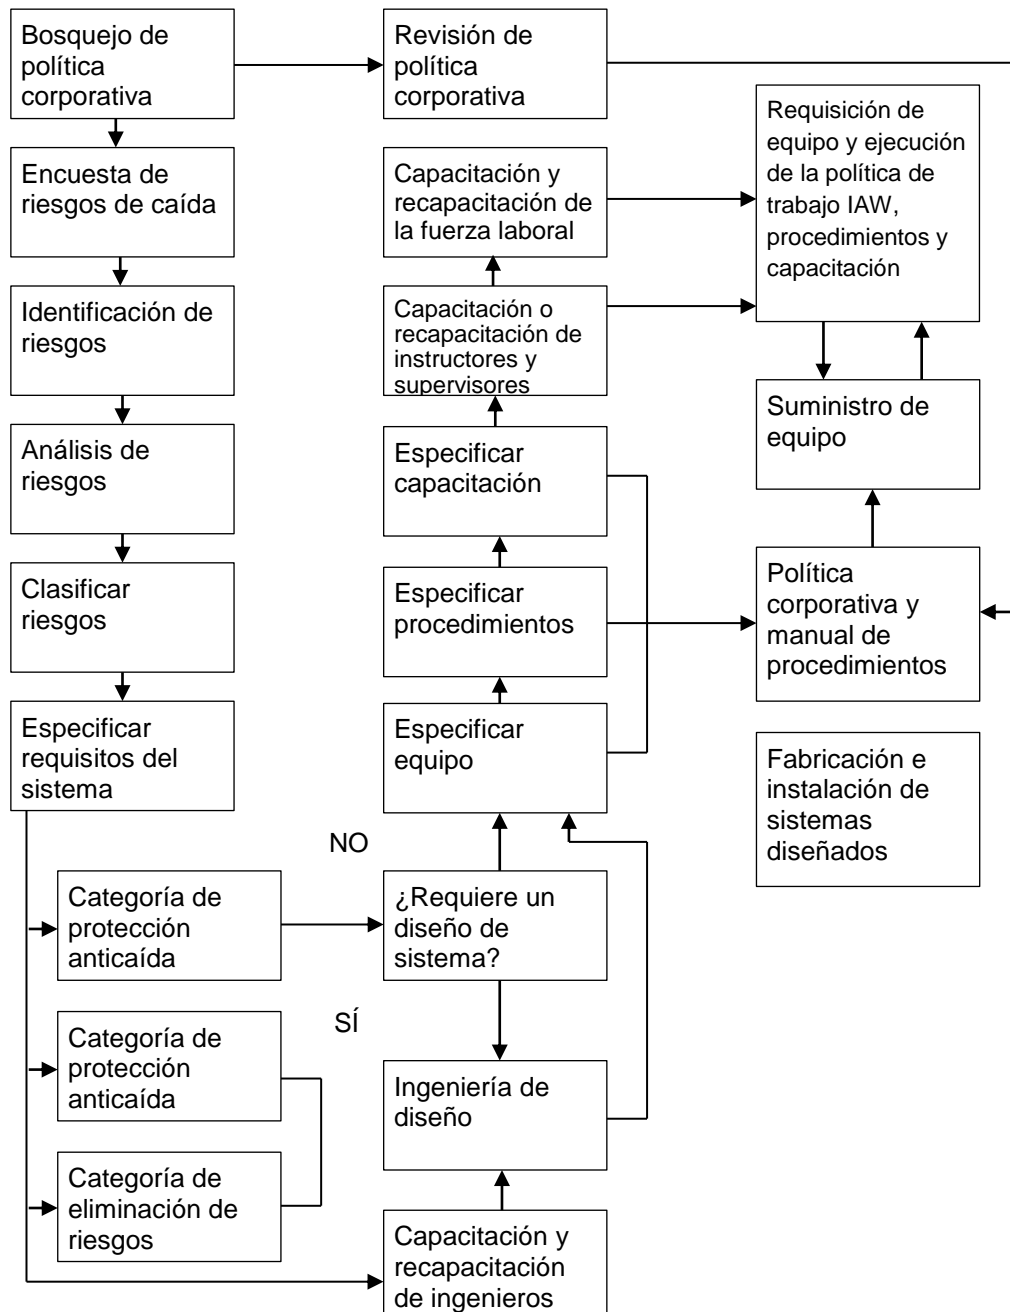 Bosquejo de
política
corporativa
Encuesta de
riesgos de caída
Identificación de
riesgos
Análisis de
riesgos
Clasificar
riesgos
Especificar
requisitos del
sistema
Categoría de
protección
anticaída
Categoría de
protección
anticaída
Categoría de
eliminación de
riesgos
Revisión de
política
corporativa
Capacitación y
recapacitación de
la fuerza laboral
Capacitación o
recapacitación de
instructores y
supervisores
Especificar
capacitación
Especificar
procedimientos
Especificar
equipo
NO
¿Requiere un
diseño de
sistema?
SÍ
Ingeniería de
diseño
Capacitación y
recapacitación
de ingenieros
Requisición de
equipo y ejecución
de la política de
trabajo IAW,
procedimientos y
capacitación
Suministro de
equipo
Política
corporativa y
manual de
procedimientos
Fabricación e
instalación de
sistemas
diseñados